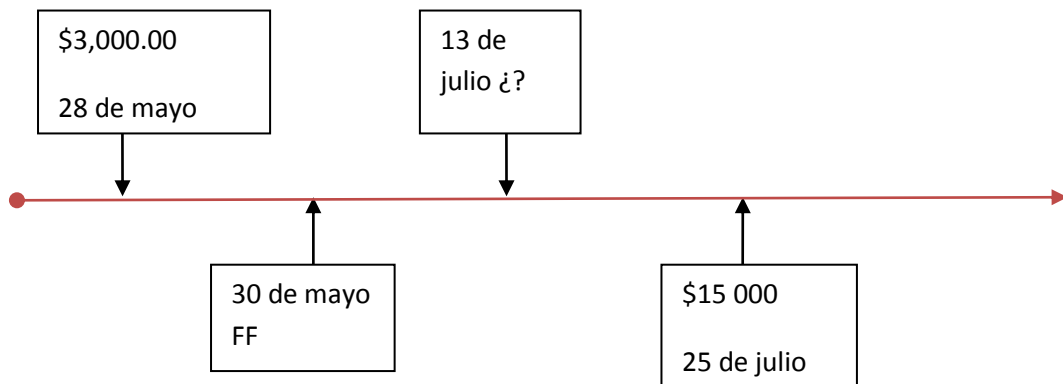 $3,000.00
28 de mayo
13 de
julio ¿?
30 de mayo
FF
$15 000
25 de julio